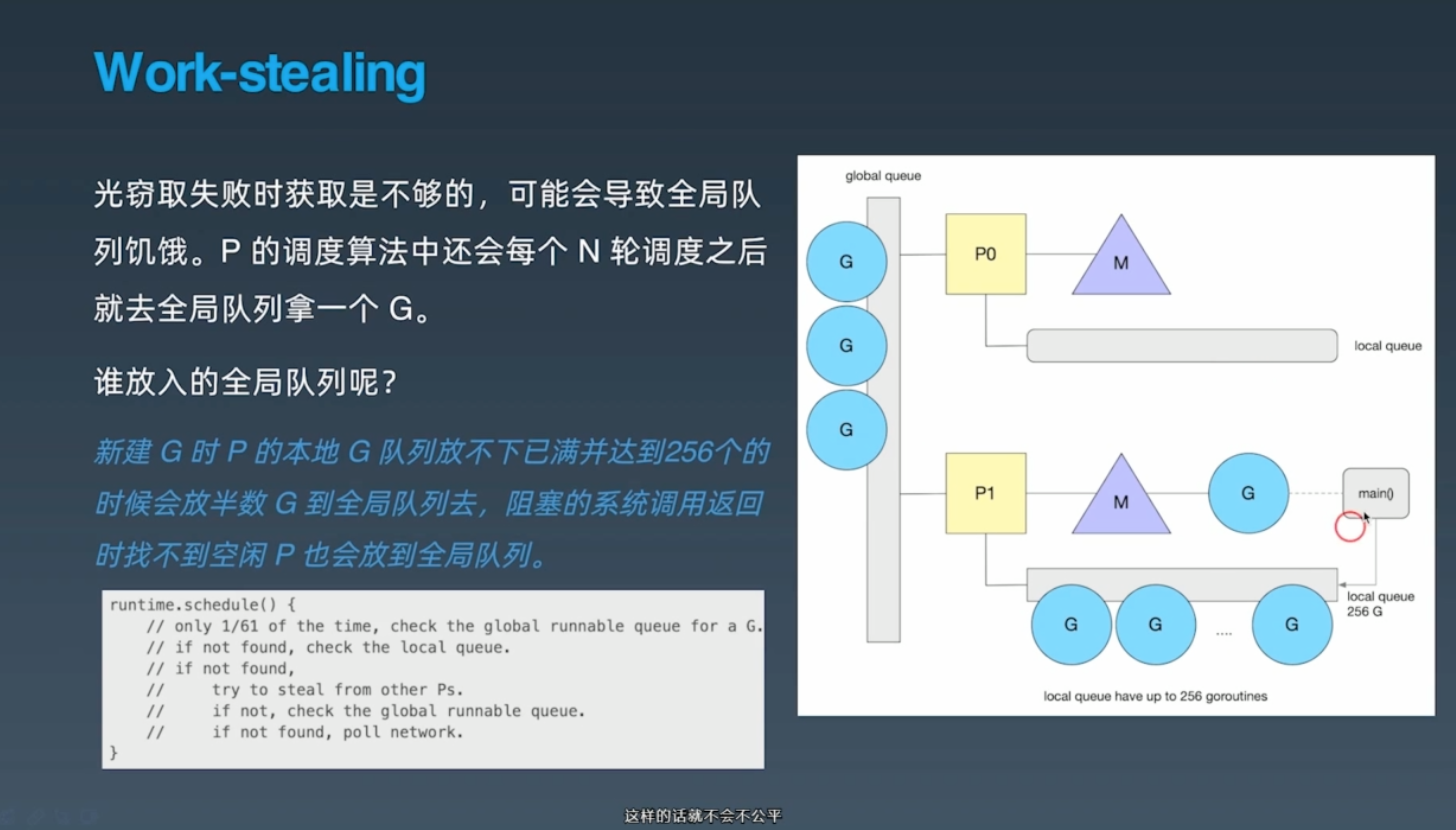 Work-stealing
光窃取失败时获取是不够的，可能会导致全局队
列饥饿。P 的调度算法中还会每个 N 轮调度之后
就去全局队列拿一个 G。
谁放入的全局队列呢？
新建 G 时 P 的本地 G 队列放不下已满并达到256个的
时候会放半数 G 到全局队列去，阻塞的系统调用返回
时找不到空闲 P 也会放到全局队列。
runtime.schedule() {
    // only 1/61 of the time, check the global runnable queue for a G.
    // if not found, check the local queue.
    // if not found,
    //     try to steal from other Ps.
    //     if not, check the global runnable queue.
    //     if not found, poll network.
}
global queue
G
G
G
P0
M
local queue
P1
M
G
main()
local queue
256 G
G
G
....
G
local queue have up to 256 goroutines
这样的话就不会不公平